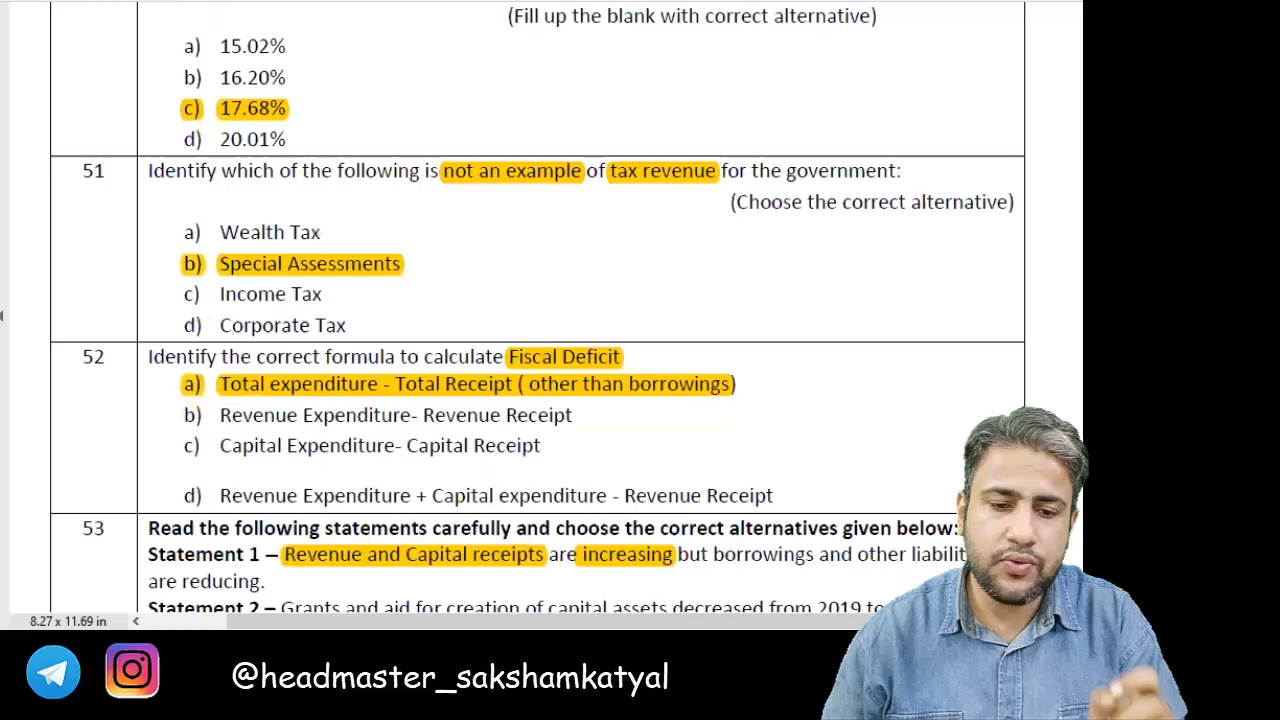 (Fill up the blank with correct alternative)
a) 15.02%
b) 16.20%
c) 17.68%
d) 20.01%
51 Identify which of the following is not an example of tax revenue for the government:
(Choose the correct alternative)
a) Wealth Tax
b) Special Assessments
c) Income Tax
d) Corporate Tax
52 Identify the correct formula to calculate Fiscal Deficit
a) Total expenditure - Total Receipt ( other than borrowings)
b) Revenue Expenditure- Revenue Receipt
c) Capital Expenditure- Capital Receipt
d) Revenue Expenditure + Capital expenditure - Revenue Receipt
53 Read the following statements carefully and choose the correct alternatives given below:
Statement 1 – Revenue and Capital receipts are increasing but borrowings and other liabilit
are reducing.
Statement 2 – Grants and aid for creation of capital assets decreased from 2019 to
8.27 x 11.69 in
@headmaster_sakshamkatyal